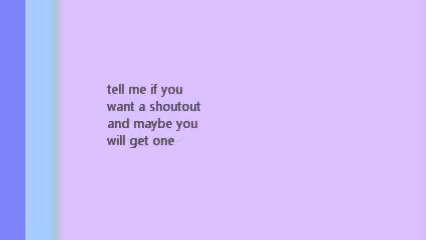 tell me if you
want a shoutout
and maybe you
will get one